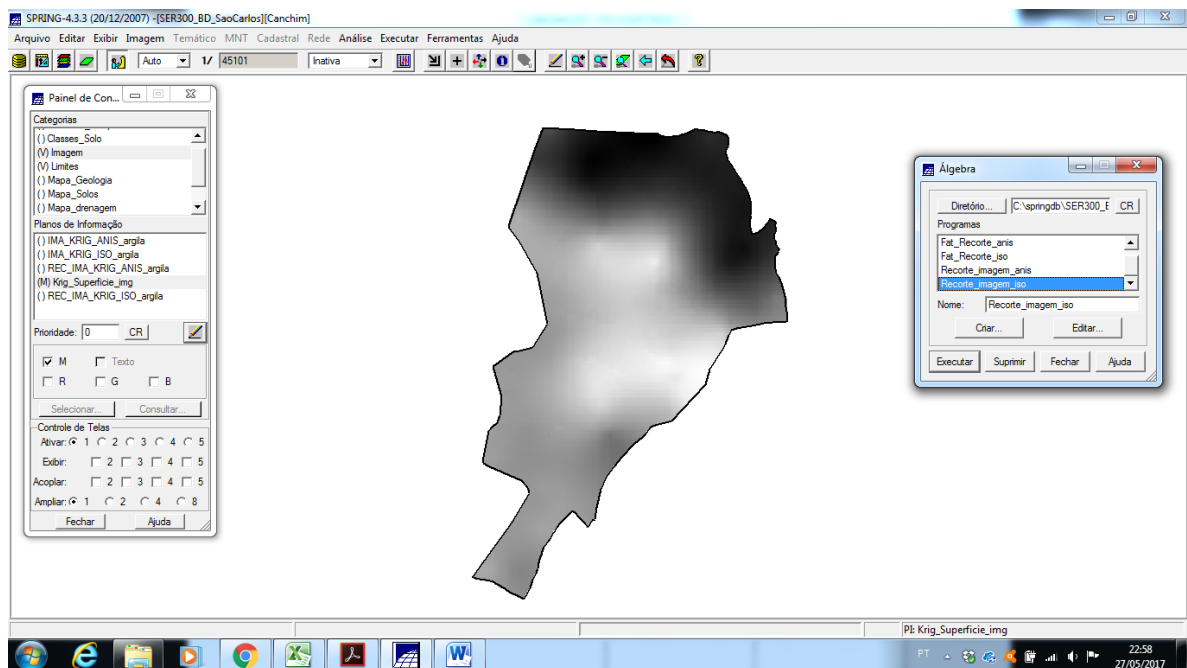 SPRING-4.3.3 (20/12/2007) -[SER300_BD_SaoCarlos][Canchim]
Arquivo Editar Exibir Imagem Temático MNT Cadastral Rede Análise Executar Ferramentas Ajuda
Auto 1/ 45101 Inativa
Painel de Con...
Categorias
( ) Classes_Solo
(V) Imagem
(V) Limites
( ) Mapa_Geologia
( ) Mapa_Solos
( ) Mapa_drenagem
Planos de Informação
( ) IMA_KRIG_ANIS_argila
( ) IMA_KRIG_ISO_argila
( ) REC_IMA_KRIG_ANIS_argila
(M) Krig_Superficie_img
( ) REC_IMA_KRIG_ISO_argila
Prioridade: 0 CR
M Texto
R G B
Selecionar... Consultar...
Controle de Telas
Ativar: 1 2 3 4 5
Exibir: 2 3 4 5
Acoplar: 2 3 4 5
Ampliar: 1 2 4 8
Fechar Ajuda
Álgebra
Diretório... C:\springdb\SER300_E CR
Programas
Fat_Recorte_anis
Fat_Recorte_iso
Recorte_imagem_anis
Recorte_imagem_iso
Nome: Recorte_imagem_iso
Criar... Editar...
Executar Suprimir Fechar Ajuda
PI: Krig_Superficie_img
PT 22:58
27/05/2017